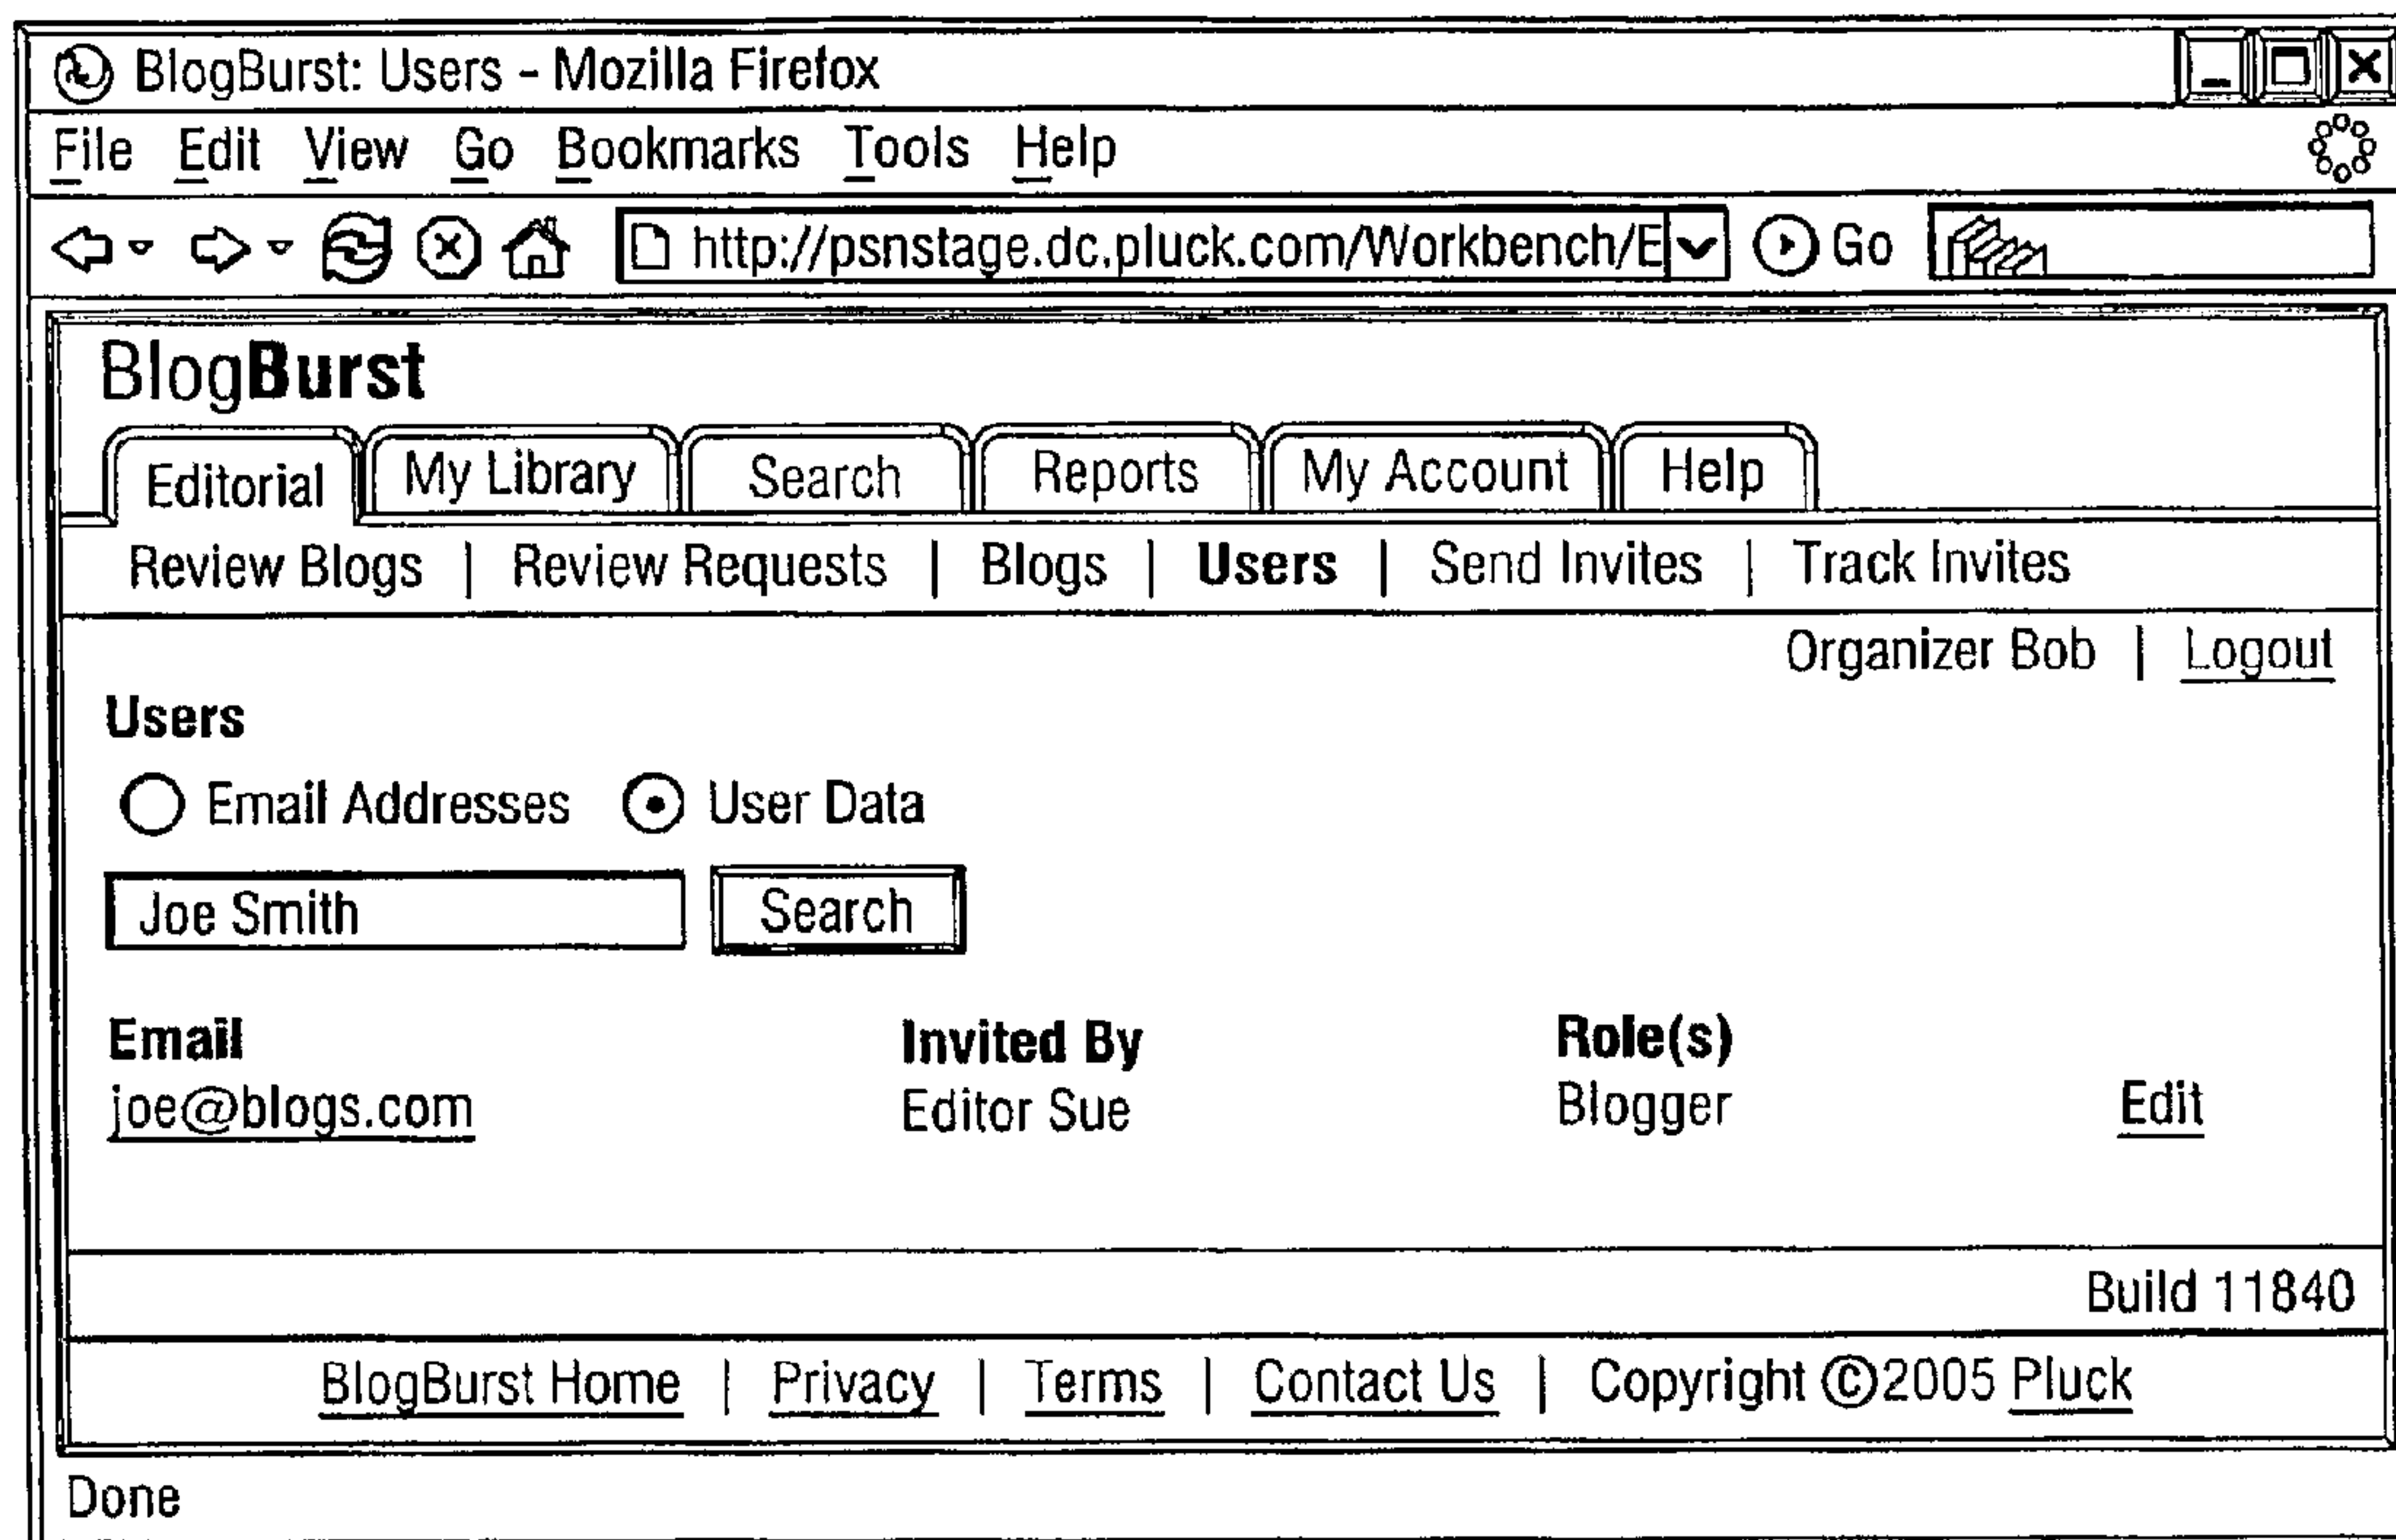 BlogBurst: Users - Mozilla Firefox
File Edit View Go Bookmarks Tools Help
http://psnstage.dc.pluck.com/Workbench/E Go
BlogBurst
Editorial My Library Search Reports My Account Help
Review Blogs | Review Requests | Blogs | Users | Send Invites | Track Invites
Organizer Bob | Logout
Users
Email Addresses User Data
Joe Smith Search
Email Invited By Role(s)
joe@blogs.com Editor Sue Blogger Edit
Build 11840
BlogBurst Home | Privacy | Terms | Contact Us | Copyright ©2005 Pluck
Done